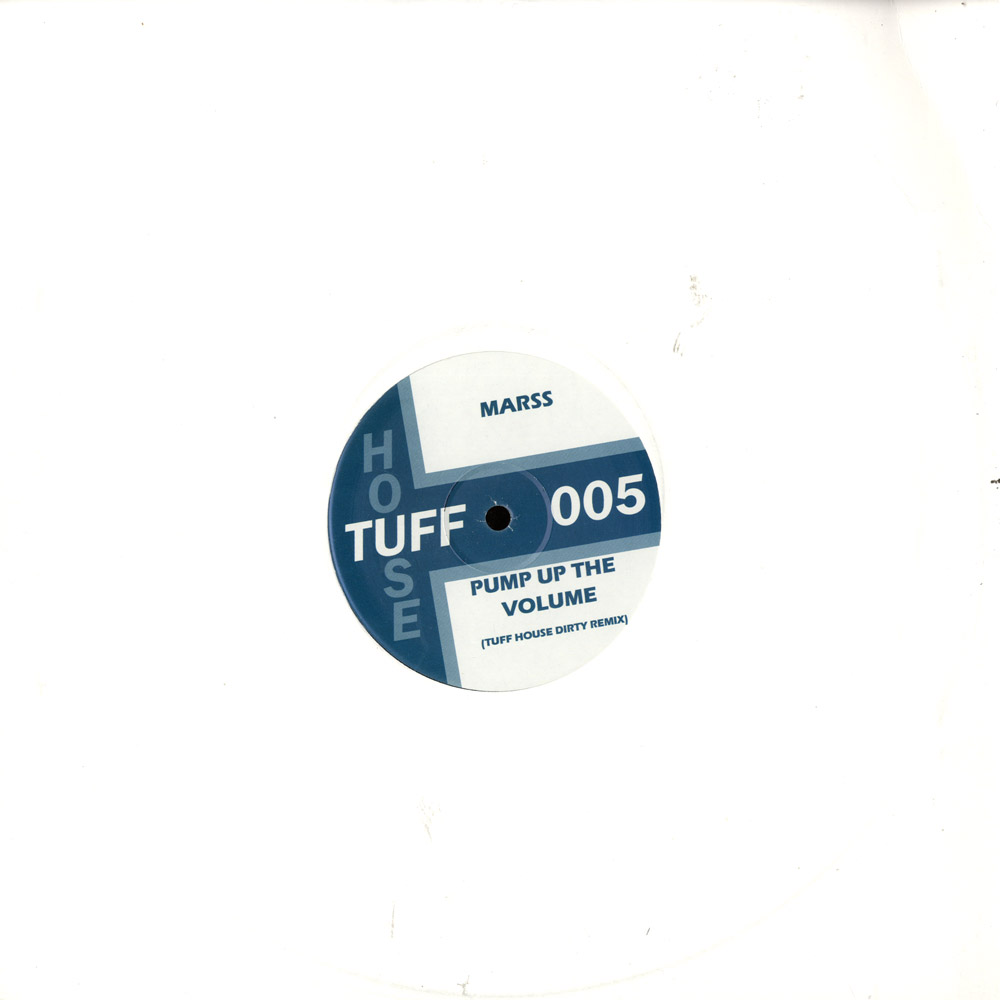 MARSS
HOUSE
TUFF
005
PUMP UP THE
VOLUME
(TUFF HOUSE DIRTY REMIX)